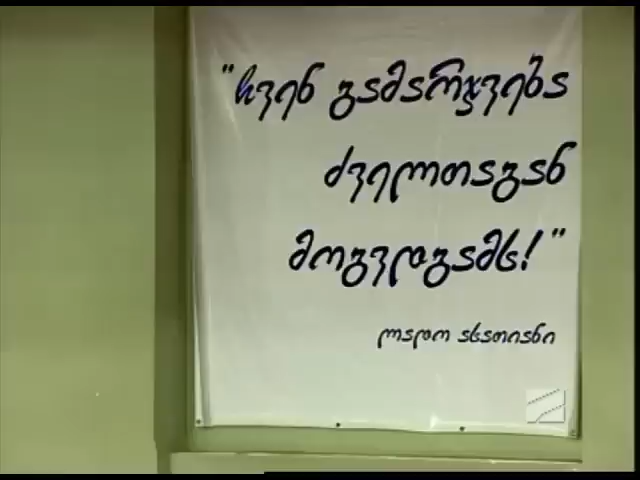 "ჩვენ გამარჯვება
ძველთაგან
მოგვდგამს!"
ლადო ასათიანი